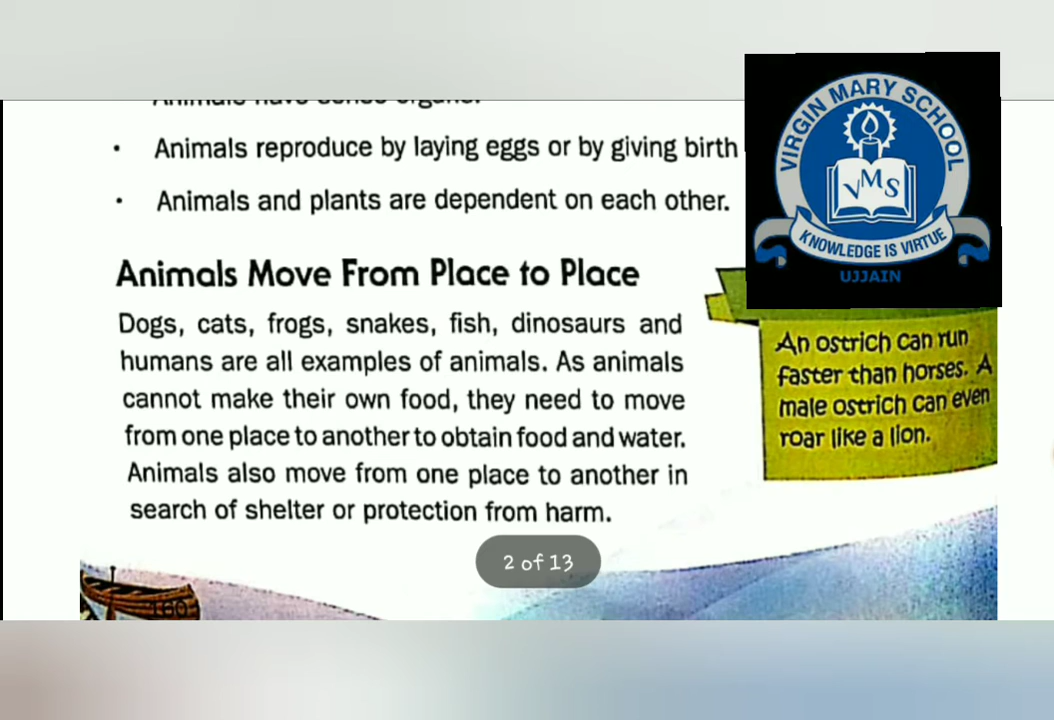 Animals have sense organs.
• Animals reproduce by laying eggs or by giving birth
• Animals and plants are dependent on each other.
VIRGIN MARY SCHOOL
VMS
KNOWLEDGE IS VIRTUE
UJJAIN
Animals Move From Place to Place
Dogs, cats, frogs, snakes, fish, dinosaurs and
humans are all examples of animals. As animals
cannot make their own food, they need to move
from one place to another to obtain food and water.
Animals also move from one place to another in
search of shelter or protection from harm.
An ostrich can run
faster than horses. A
male ostrich can even
roar like a lion.
2 of 13
160